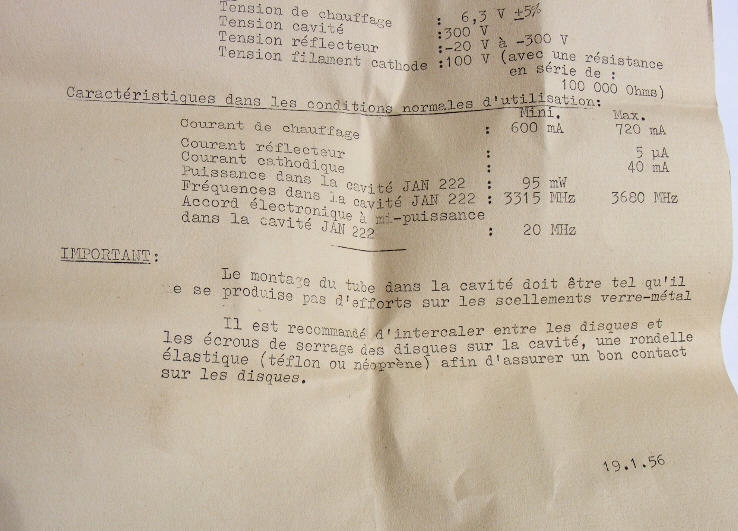 Tension de chauffage : 6,3 V ±5%
Tension cavité :300 V
Tension réflecteur :-20 V à -300 V
Tension filament cathode :100 V (avec une résistance
en série de :
100 000 Ohms)
Caractéristiques dans les conditions normales d'utilisation:
Mini. Max.
Courant de chauffage : 600 mA 720 mA
Courant réflecteur : 5 µA
Courant cathodique : 40 mA
Puissance dans la cavité JAN 222 : 95 mW
Fréquences dans la cavité JAN 222 : 3315 MHz 3680 MHz
Accord électronique à mi-puissance
dans la cavité JAN 222 : 20 MHz
IMPORTANT:
Le montage du tube dans la cavité doit être tel qu'il
e se produise pas d'efforts sur les scellements verre-métal
Il est recommandé d'intercaler entre les disques et
les écrous de serrage des disques sur la cavité, une rondelle
élastique (téflon ou néoprène) afin d'assurer un bon contact
sur les disques.
19.1.56